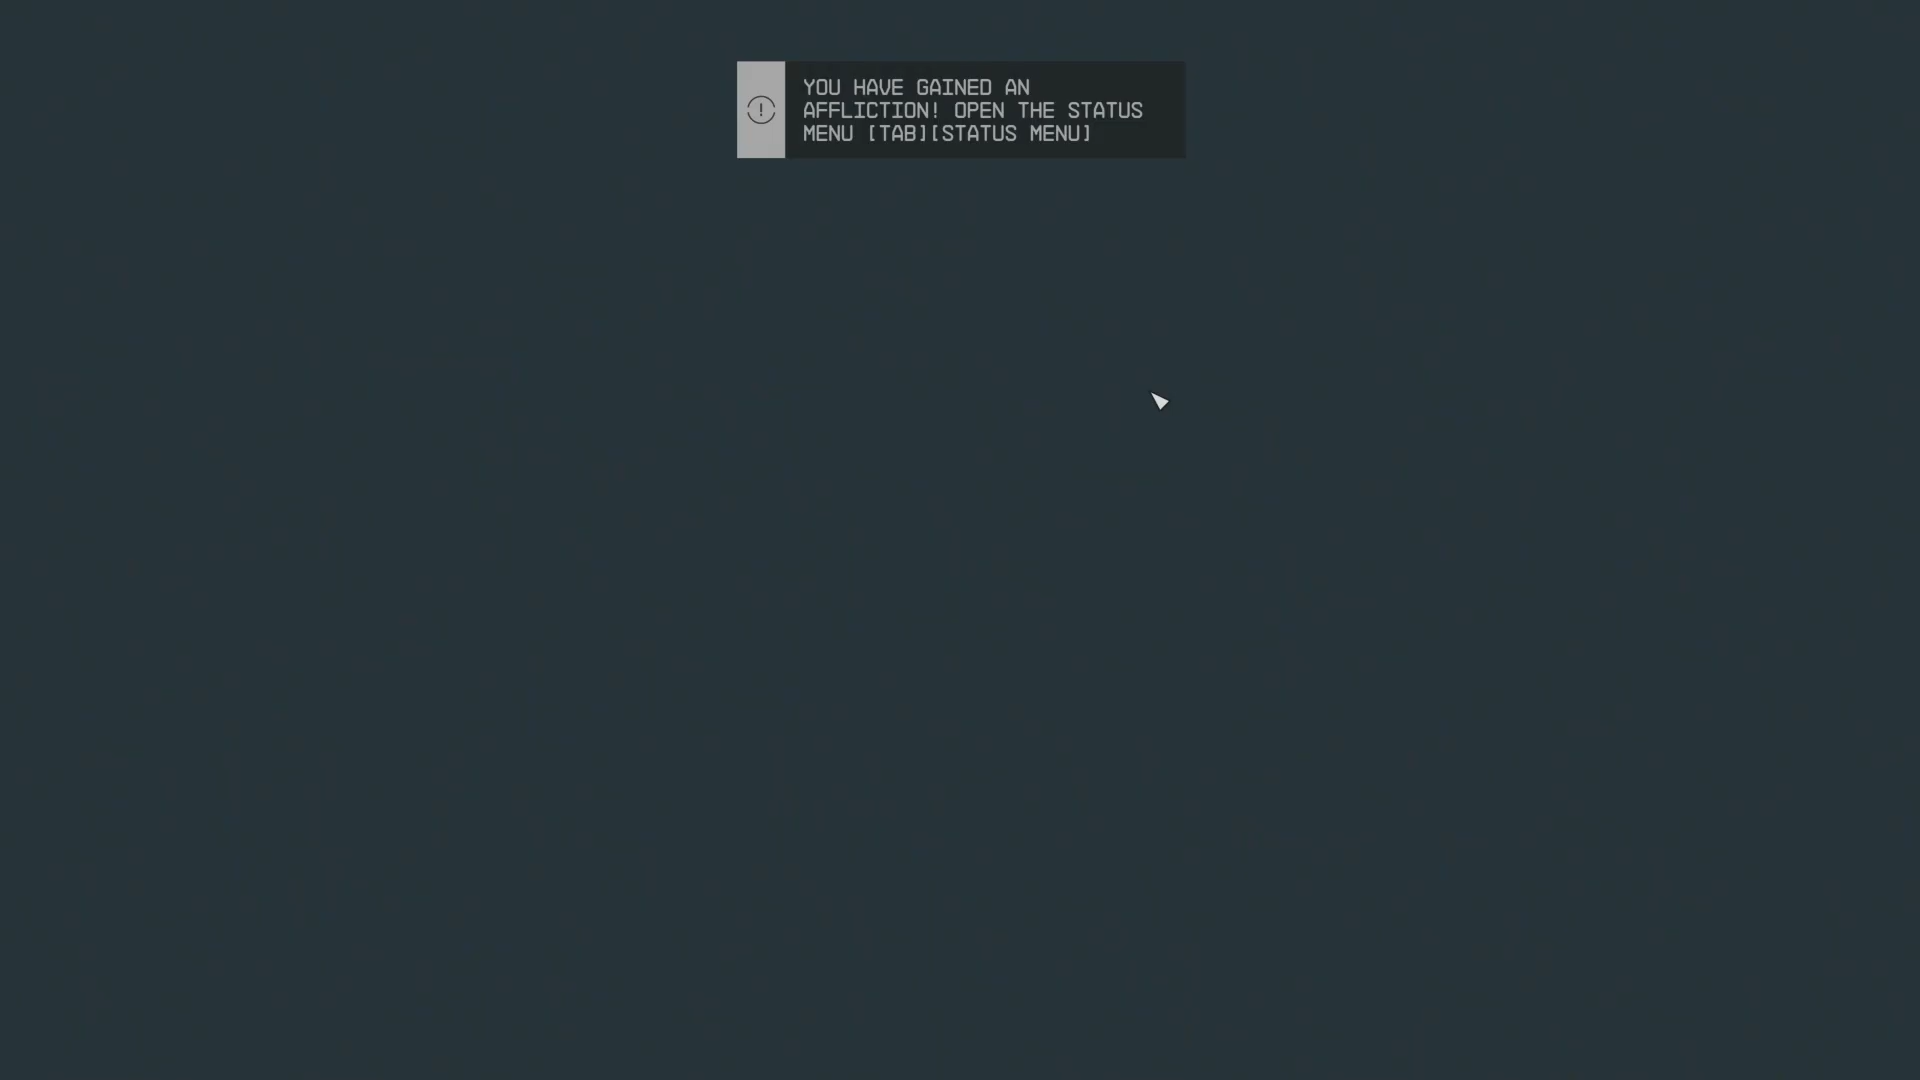 YOU HAVE GAINED AN
AFFLICTION! OPEN THE STATUS
MENU [TAB][STATUS MENU]